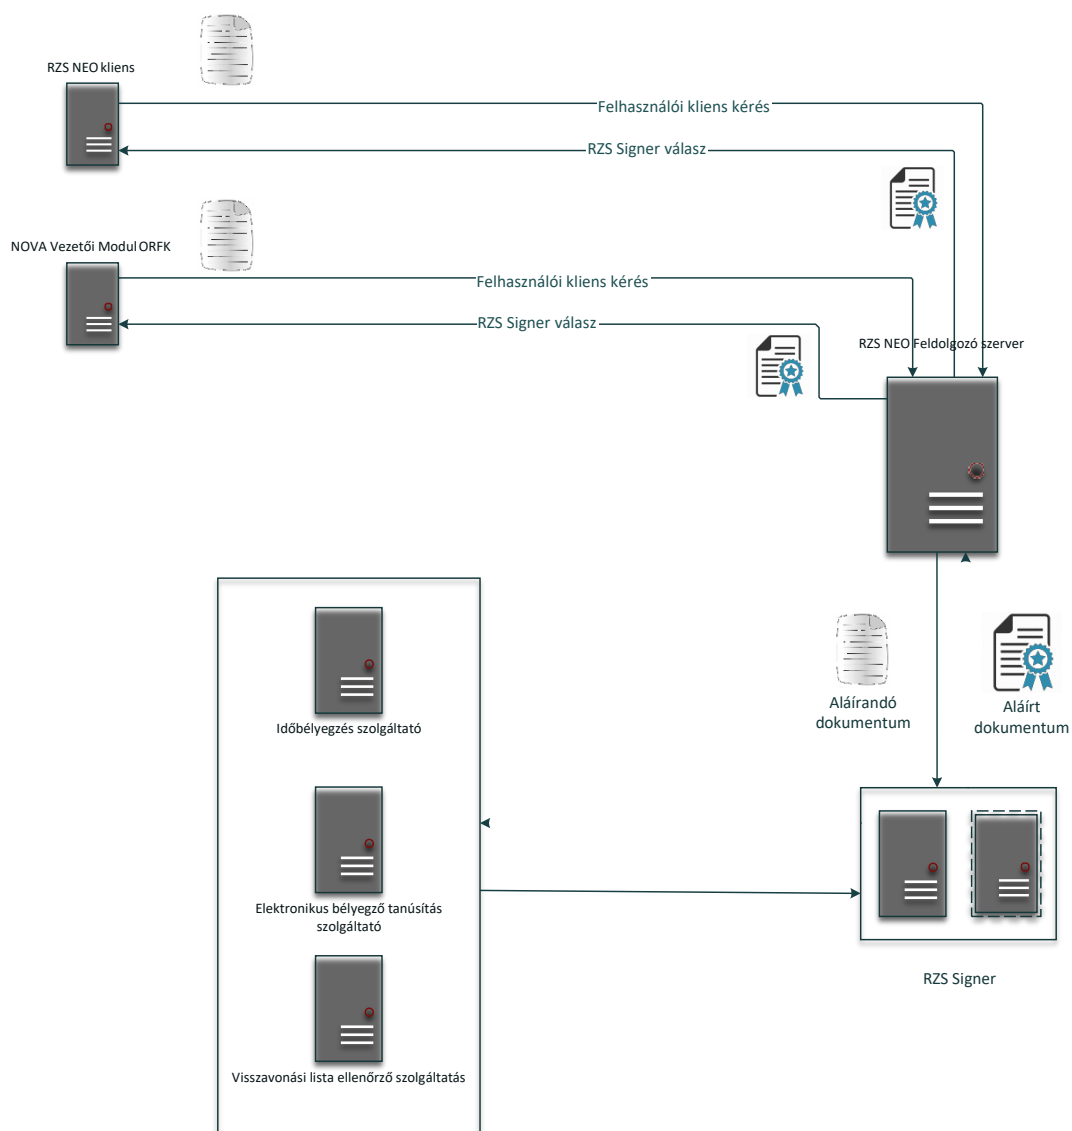 RZS NEO kliens
Felhasználói kliens kérés
RZS Signer válasz
NOVA Vezetői Modul ORFK
Felhasználói kliens kérés
RZS Signer válasz
RZS NEO Feldolgozó szerver
Aláírandó
dokumentum
Aláírt
dokumentum
Időbélyegzés szolgáltató
Elektronikus bélyegző tanúsítás
szolgáltató
RZS Signer
Visszavonási lista ellenőrző szolgáltatás